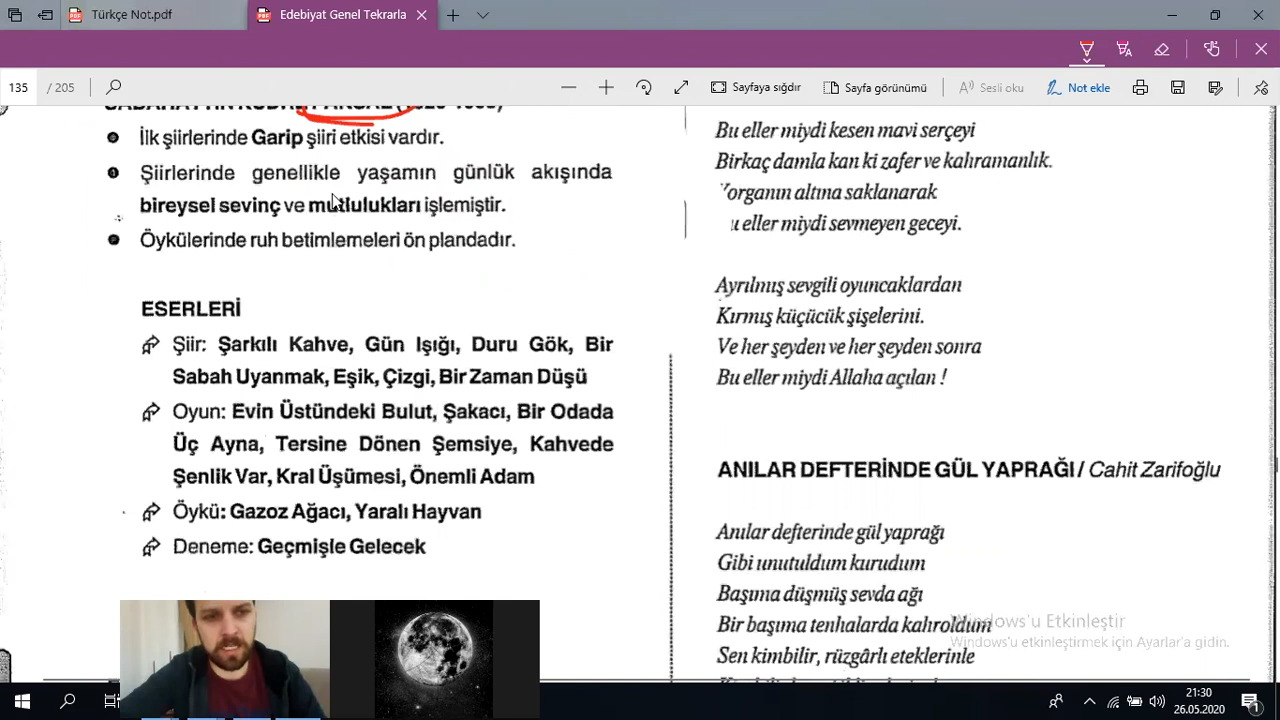 Türkçe Not.pdf
Edebiyat Genel Tekrarla
135 / 205
Sayfaya sığdır
Sayfa görünümü
Sesli oku
Not ekle
İlk şiirlerinde Garip şiiri etkisi vardır.
Şiirlerinde genellikle yaşamın günlük akışında
bireysel sevinç ve mutlulukları işlemiştir.
Öykülerinde ruh betimlemeleri ön plandadır.
ESERLERİ
Şiir: Şarkılı Kahve, Gün Işığı, Duru Gök, Bir
Sabah Uyanmak, Eşik, Çizgi, Bir Zaman Düşü
Oyun: Evin Üstündeki Bulut, Şakacı, Bir Odada
Üç Ayna, Tersine Dönen Şemsiye, Kahvede
Şenlik Var, Kral Üşümesi, Önemli Adam
Öykü: Gazoz Ağacı, Yaralı Hayvan
Deneme: Geçmişle Gelecek
Bu eller miydi kesen mavi serçeyi
Birkaç damla kan ki zafer ve kahramanlık.
Yorganın altına saklanarak
u eller miydi sevmeyen geceyi.
Ayrılmış sevgili oyuncaklardan
Kırmış küçücük şişelerini.
Ve her şeyden ve her şeyden sonra
Bu eller miydi Allaha açılan !
ANILAR DEFTERİNDE GÜL YAPRAĞI / Cahit Zarifoğlu
Anılar defterinde gül yaprağı
Gibi unutuldum kurudum
Başıma düşmüş sevda ağı
Bir başıma tenhalarda kahroldum
Sen kimbilir, rüzgârlı eteklerinle
Windows'u Etkinleştir
Windows'u etkinleştirmek için Ayarlar'a gidin.
21:30
26.05.2020